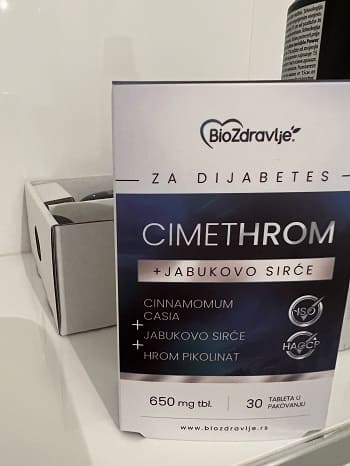 BioZdravlje
ZA DIJABETES
CIMETHROM
+JABUKOVO SIRĆE
CINNAMOMUM
CASIA
+
JABUKOVO SIRĆE
+
HROM PIKOLINAT
ISO
HACCP
650 mg tbl.
30 TABLETA U
PAKOVANJU
www.biozdravlje.rs